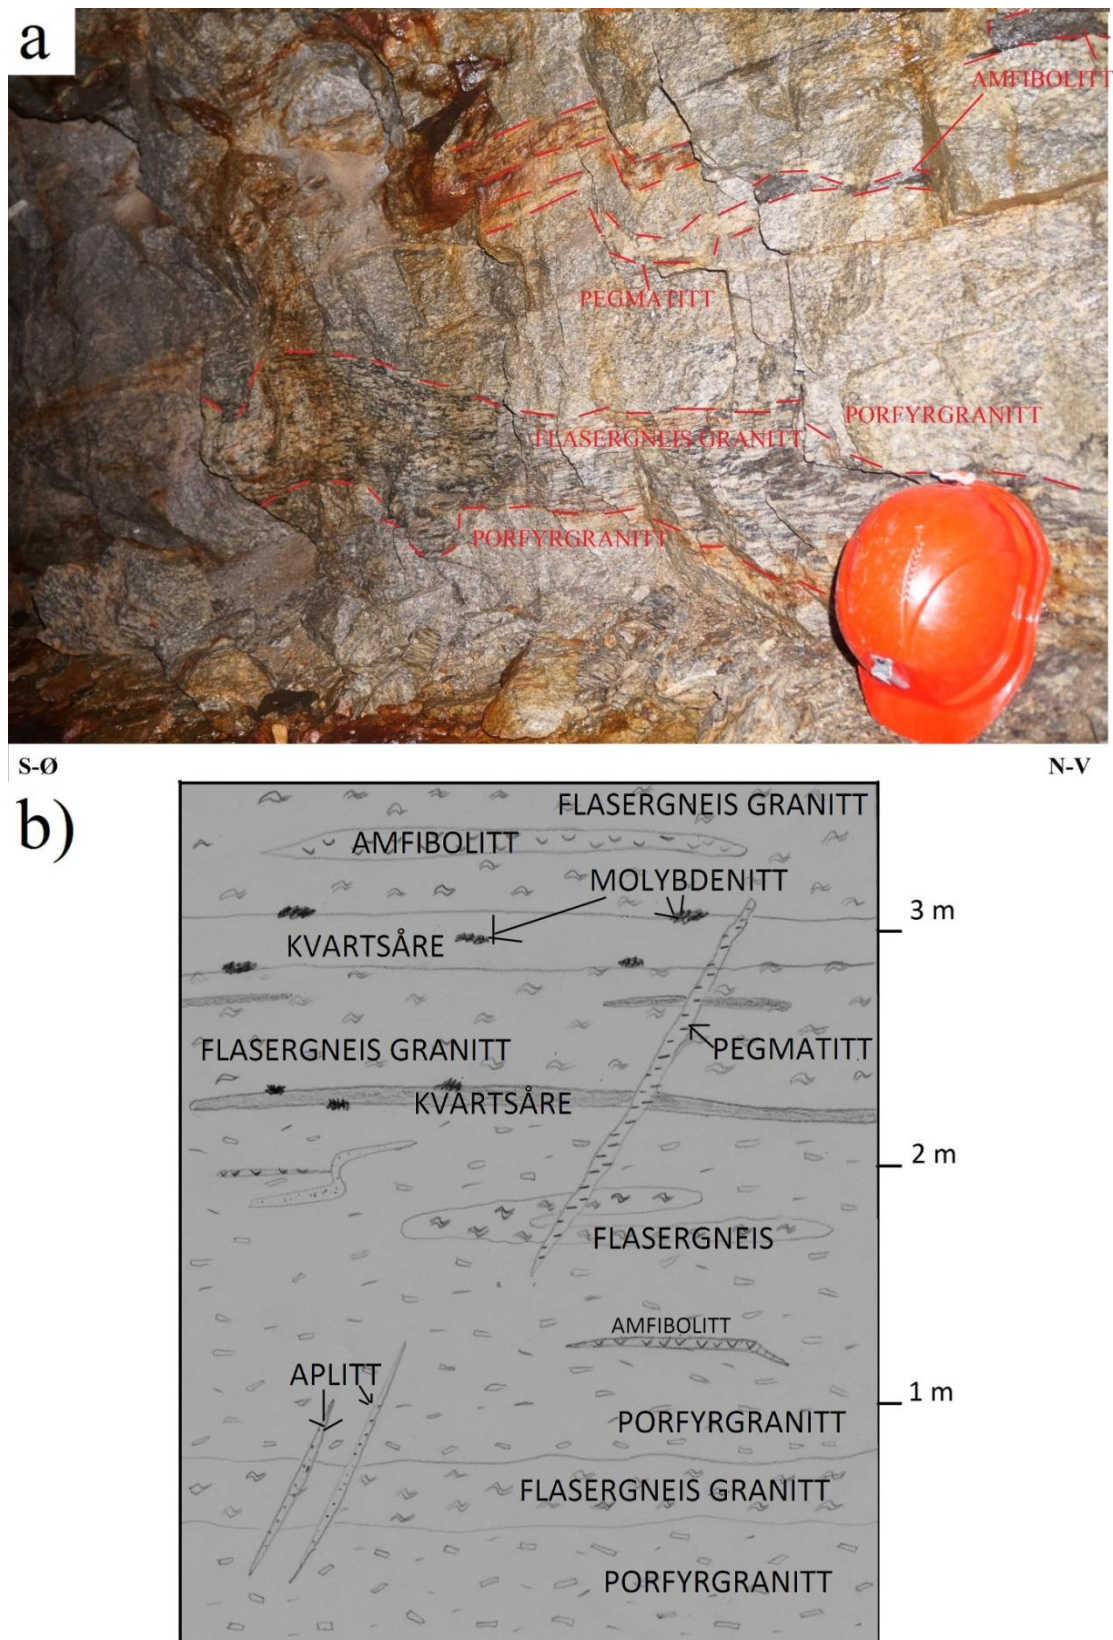 a
AMFIBOLITT
PEGMATITT
PORFYRGRANITT
FLASERGNEIS GRANITT
PORFYRGRANITT
S-Ø
N-V
b)
FLASERGNEIS GRANITT
AMFIBOLITT
MOLYBDENITT
3 m
KVARTSÅRE
FLASERGNEIS GRANITT
PEGMATITT
KVARTSÅRE
2 m
FLASERGNEIS
AMFIBOLITT
APLITT
1 m
PORFYRGRANITT
FLASERGNEIS GRANITT
PORFYRGRANITT